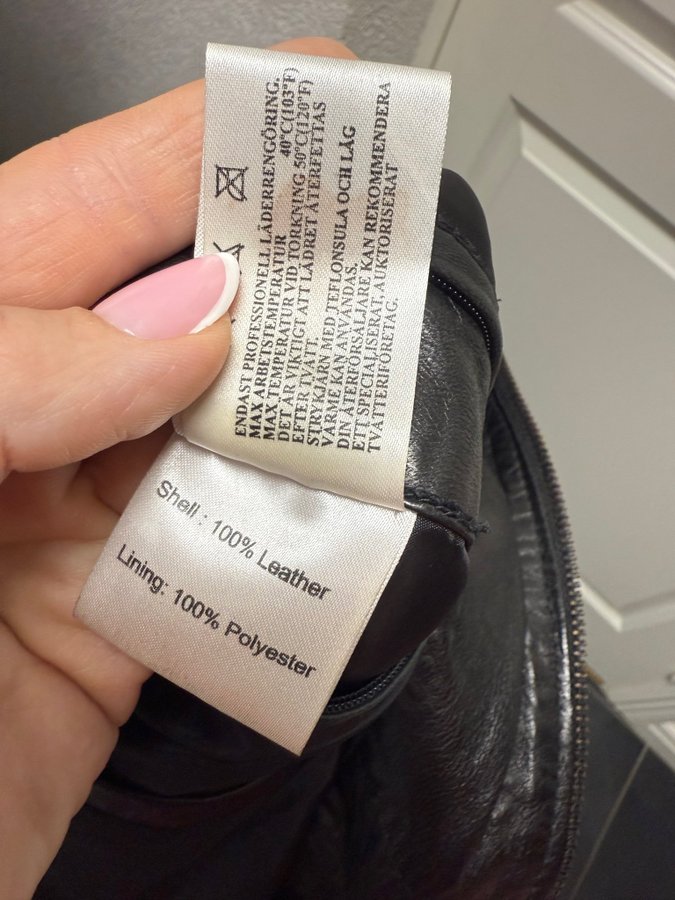 ENDAST PROFESSIONELL LÄDERRENGÖRING.
MAX ARBETSTEMPERATUR 40°C(103°F)
MAX TEMPERATUR VID TORKNING 50°C(120°F)
DET ÄR VIKTIGT ATT LÄDRET ÅTERFETTAS
EFTER TVÄTT.
STRYKJÄRN MED TEFLONSULA OCH LÅG
VÄRME KAN ANVÄNDAS.
DIN ÅTERFÖRSÄLJARE KAN REKOMMENDERA
ETT SPECIALISERAT, AUKTORISERAT
TVÄTTERIFÖRETAG.
Shell : 100% Leather
Lining: 100% Polyester